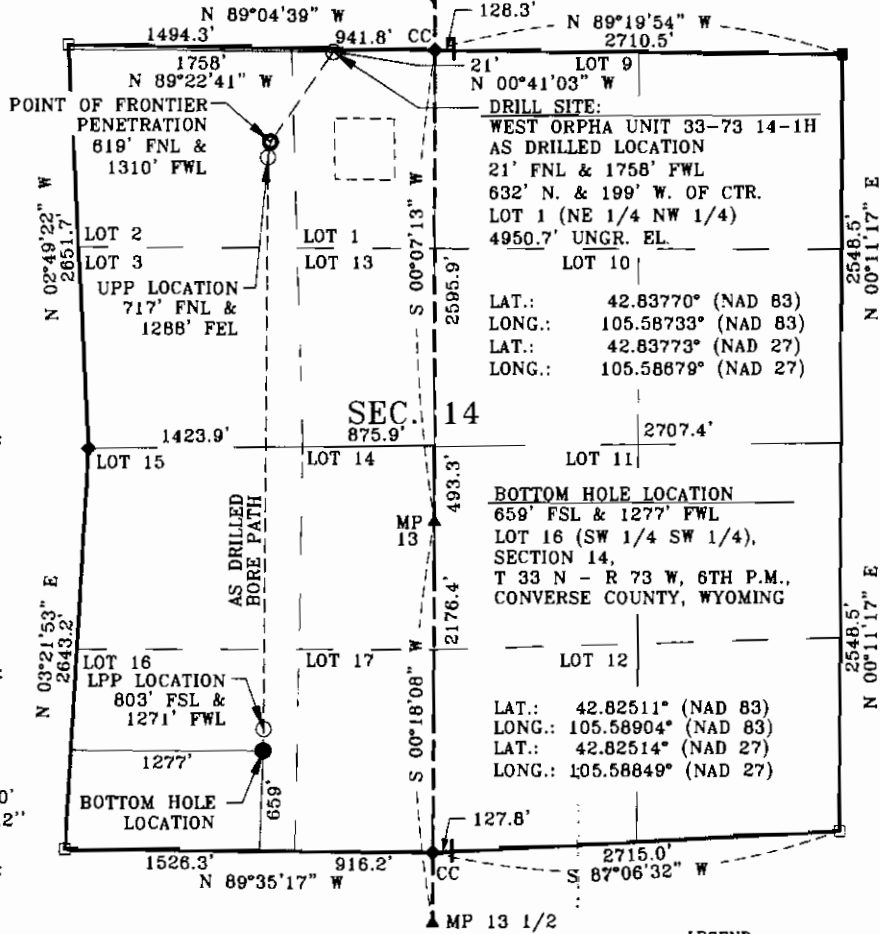 N 89°04'39" W
1494.3'
941.8'
CC
128.3'
N 89°19'54" W
2710.5'
1758'
N 89°22'41" W
21'
N 00°41'03" W
LOT 9
POINT OF FRONTIER
PENETRATION
619' FNL &
1310' FWL
DRILL SITE:
WEST ORPHA UNIT 33-73 14-1H
AS DRILLED LOCATION
21' FNL & 1758' FWL
632' N. & 199' W. OF CTR.
LOT 1 (NE 1/4 NW 1/4)
4950.7' UNGR. EL.
N 02°49'22" W
2651.7'
LOT 2
LOT 3
LOT 1
LOT 13
S 00°07'13" W
2595.9'
LOT 10
2548.5'
N 00°11'17" E
UPP LOCATION
717' FNL &
1288' FEL
LAT.: 42.83770° (NAD 83)
LONG.: 105.58733° (NAD 83)
LAT.: 42.83773° (NAD 27)
LONG.: 105.58679° (NAD 27)
SEC. 14
1423.9'
875.9'
2707.4'
LOT 15
LOT 14
LOT 11
493.3'
MP
13
AS DRILLED
BORE PATH
BOTTOM HOLE LOCATION
659' FSL & 1277' FWL
LOT 16 (SW 1/4 SW 1/4),
SECTION 14,
T 33 N - R 73 W, 6TH P.M.,
CONVERSE COUNTY, WYOMING
N 03°21'53" E
2643.2'
2176.4'
S 00°18'08" W
2548.5'
N 00°11'17" E
LOT 16
LOT 17
LOT 12
LPP LOCATION
803' FSL &
1271' FWL
LAT.: 42.82511° (NAD 83)
LONG.: 105.58904° (NAD 83)
LAT.: 42.82514° (NAD 27)
LONG.: 105.58849° (NAD 27)
1277'
659'
BOTTOM HOLE
LOCATION
127.8'
1526.3'
916.2'
N 89°35'17" W
CC
2715.0'
S 87°06'32" W
MP 13 1/2